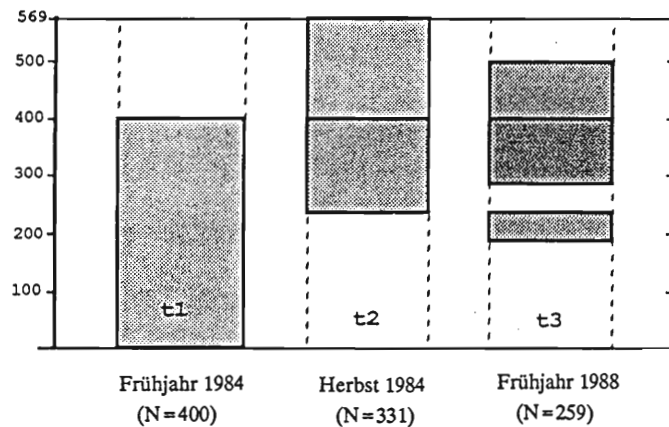 569
500
400
300
200
100
t1
t2
t3
Frühjahr 1984
(N=400)
Herbst 1984
(N=331)
Frühjahr 1988
(N=259)